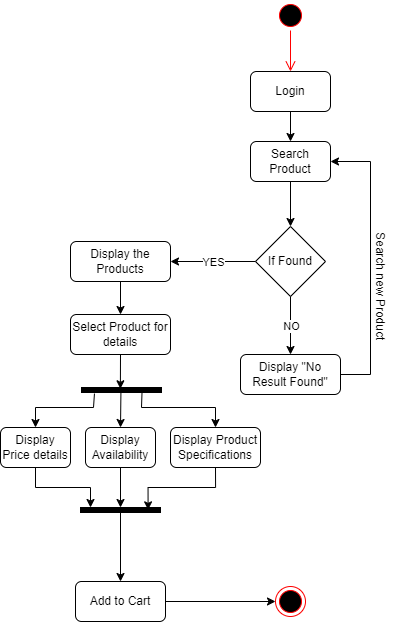 Login
Search
Product
If Found
YES
Display the
Products
NO
Search new Product
Select Product for
details
Display "No
Result Found"
Display
Price details
Display
Availability
Display Product
Specifications
Add to Cart